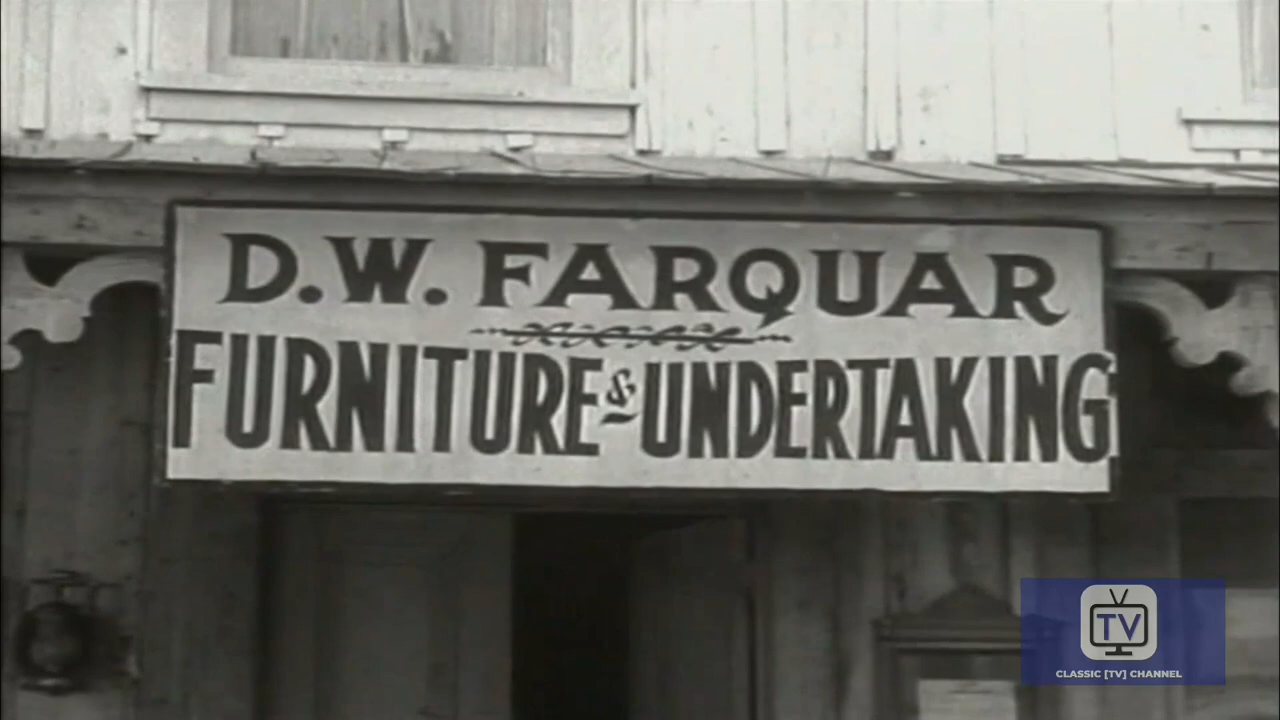 D.W. FARQUAR
FURNITURE & UNDERTAKING
TV
CLASSIC [TV] CHANNEL